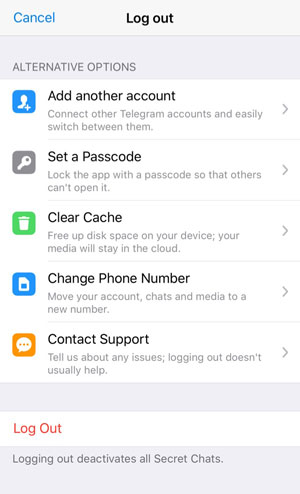 Cancel
Log out
ALTERNATIVE OPTIONS
Add another account
Connect other Telegram accounts and easily
switch between them.
Set a Passcode
Lock the app with a passcode so that others
can't open it.
Clear Cache
Free up disk space on your device; your
media will stay in the cloud.
Change Phone Number
Move your account, chats and media to a
new number.
Contact Support
Tell us about any issues; logging out doesn't
usually help.
Log Out
Logging out deactivates all Secret Chats.